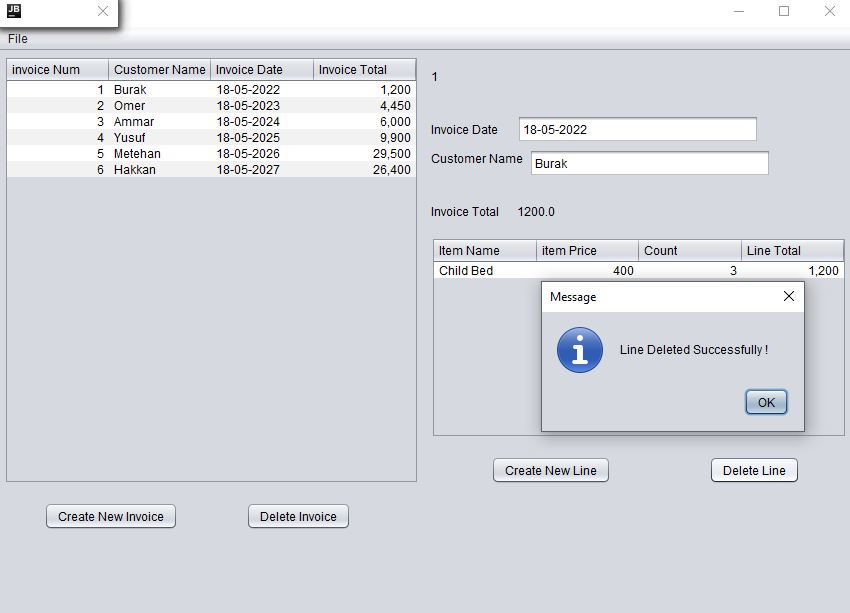 JB
File
invoice Num Customer Name Invoice Date Invoice Total
1 Burak 18-05-2022 1,200
2 Omer 18-05-2023 4,450
3 Ammar 18-05-2024 6,000
4 Yusuf 18-05-2025 9,900
5 Metehan 18-05-2026 29,500
6 Hakkan 18-05-2027 26,400
1
Invoice Date 18-05-2022
Customer Name Burak
Invoice Total 1200.0
Item Name item Price Count Line Total
Child Bed 400 3 1,200
Message
Line Deleted Successfully !
OK
Create New Line Delete Line
Create New Invoice Delete Invoice